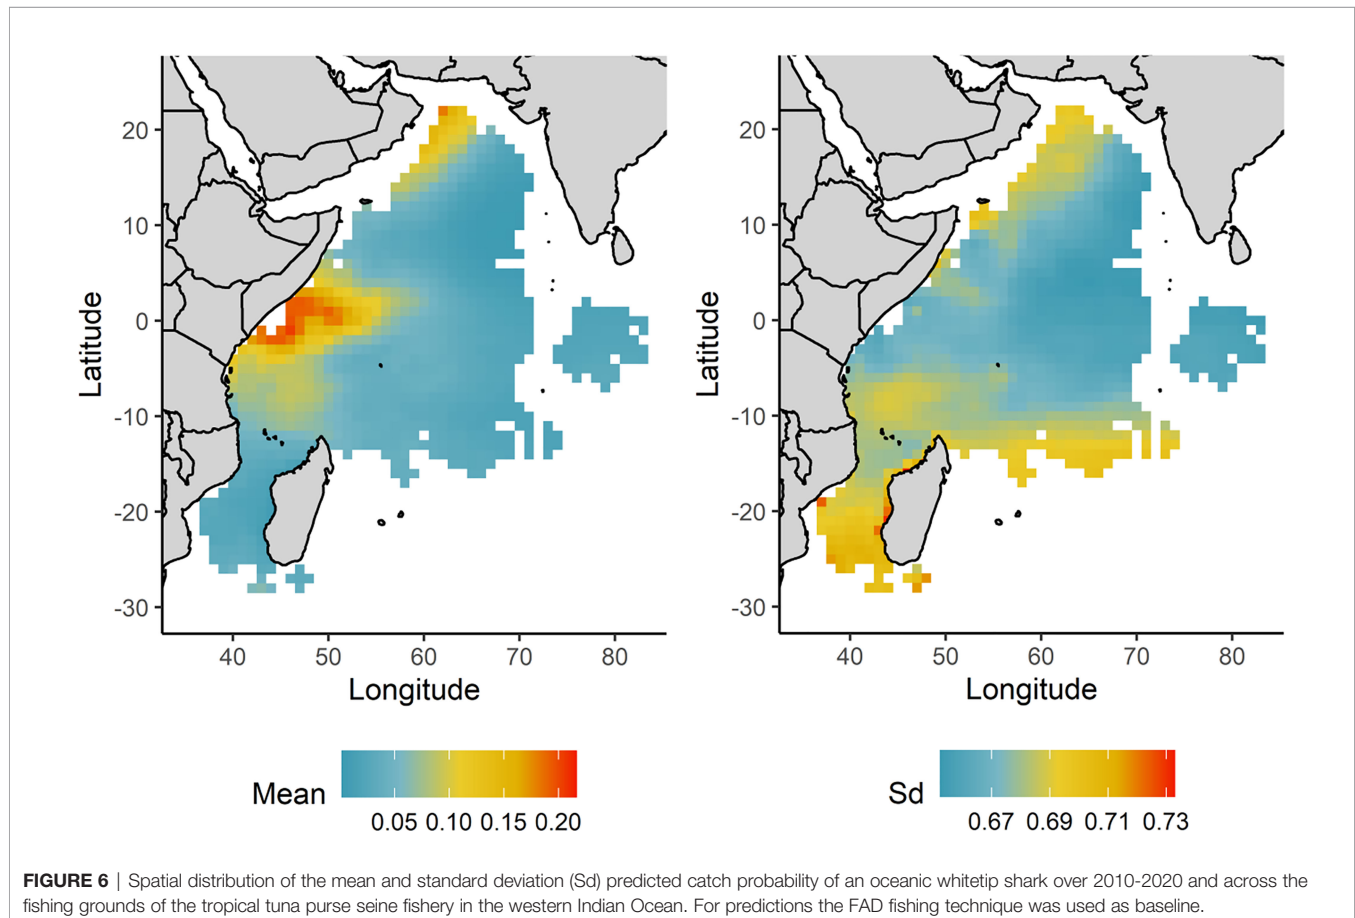 20
10
0
-10
-20
-30
Latitude
40 50 60 70 80
Longitude
Mean
0.05 0.10 0.15 0.20
20
10
0
-10
-20
-30
Latitude
40 50 60 70 80
Longitude
Sd
0.67 0.69 0.71 0.73
FIGURE 6 | Spatial distribution of the mean and standard deviation (Sd) predicted catch probability of an oceanic whitetip shark over 2010-2020 and across the
fishing grounds of the tropical tuna purse seine fishery in the western Indian Ocean. For predictions the FAD fishing technique was used as baseline.